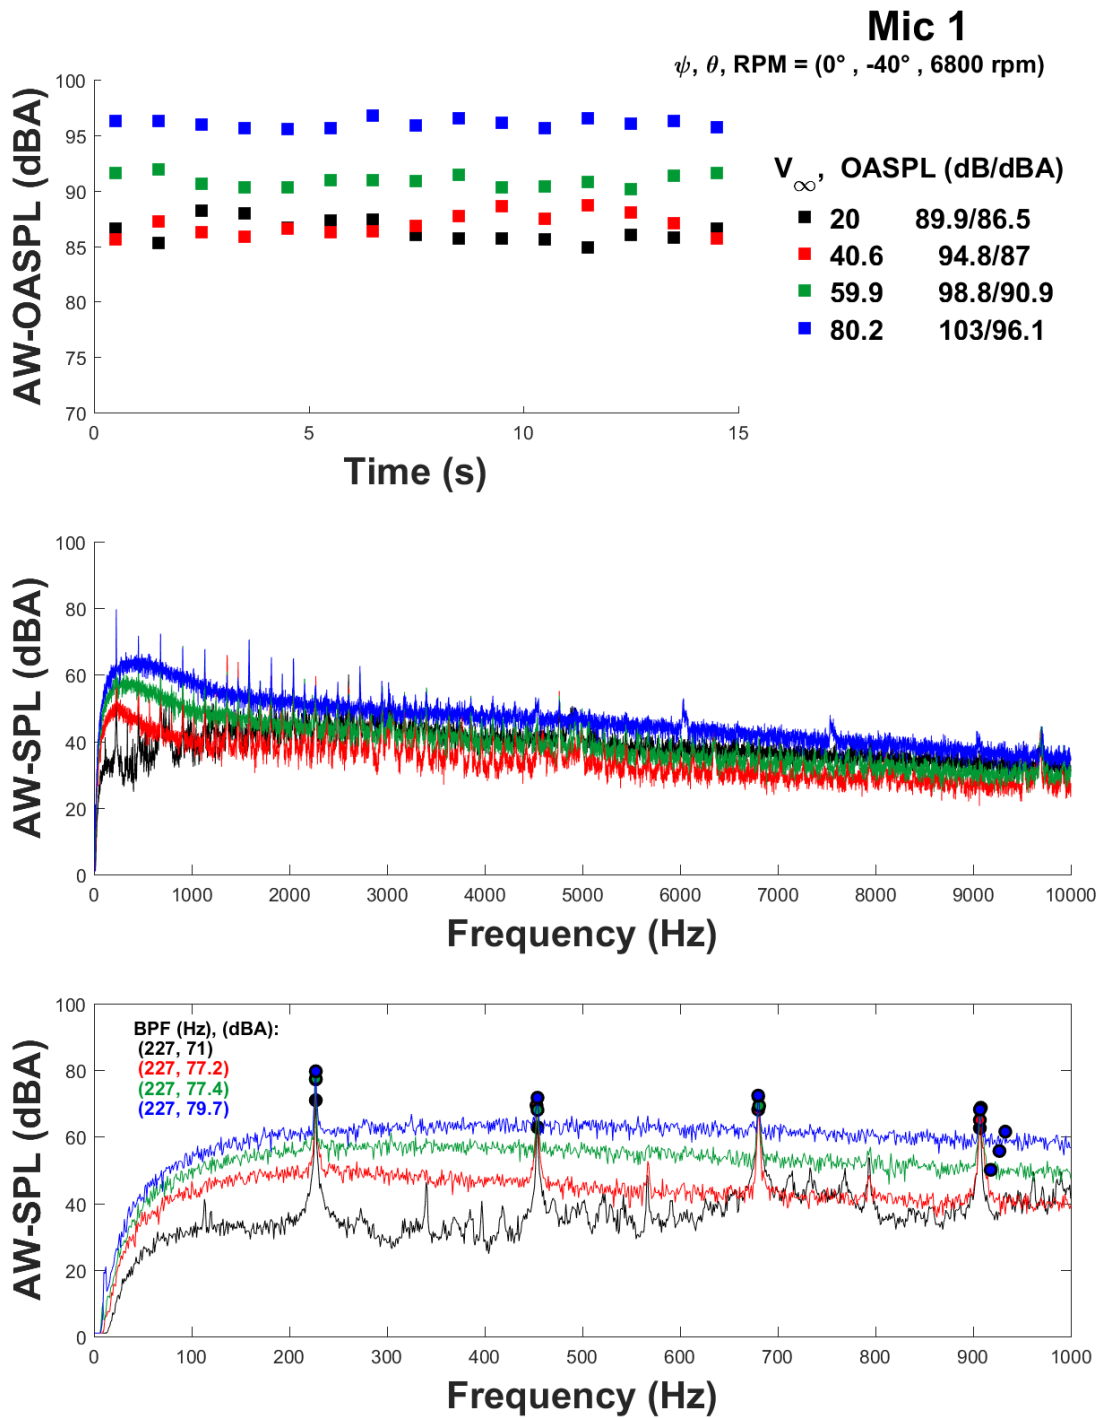 Mic 1
ψ, θ, RPM = (0° , -40° , 6800 rpm)
100
95
90
85
80
75
70
AW-OASPL (dBA)
0 5 10 15
Time (s)
V∞, OASPL (dB/dBA)
20 89.9/86.5
40.6 94.8/87
59.9 98.8/90.9
80.2 103/96.1
100
80
60
40
20
0
AW-SPL (dBA)
0 1000 2000 3000 4000 5000 6000 7000 8000 9000 10000
Frequency (Hz)
100
80
60
40
20
0
AW-SPL (dBA)
BPF (Hz), (dBA):
(227, 71)
(227, 77.2)
(227, 77.4)
(227, 79.7)
0 100 200 300 400 500 600 700 800 900 1000
Frequency (Hz)